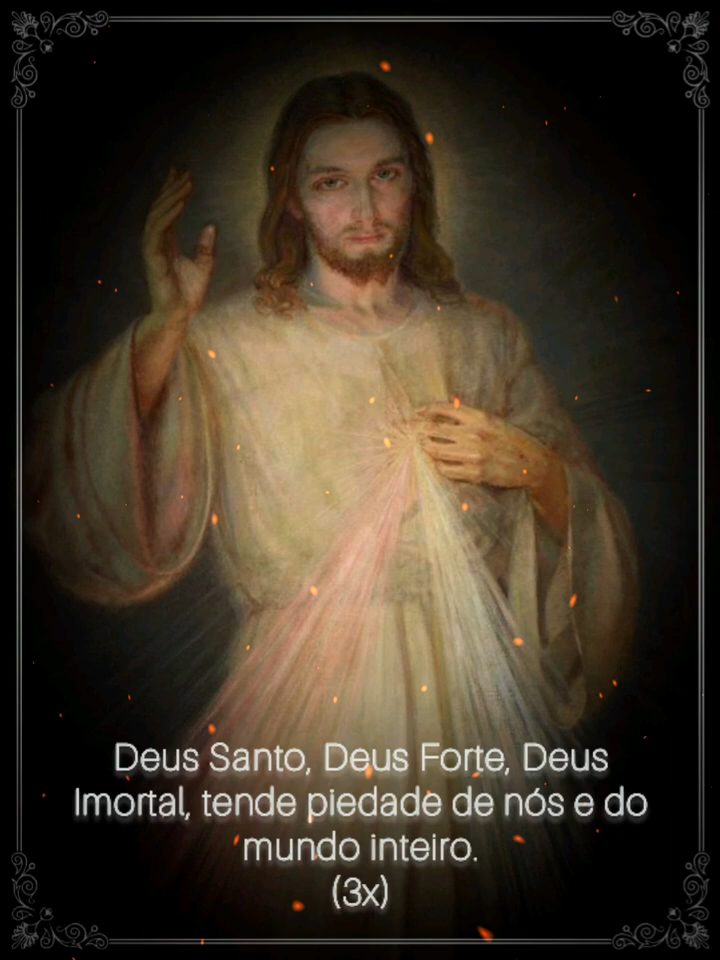 Deus Santo, Deus Forte, Deus
Imortal, tende piedade de nós e do
mundo inteiro.
(3x)